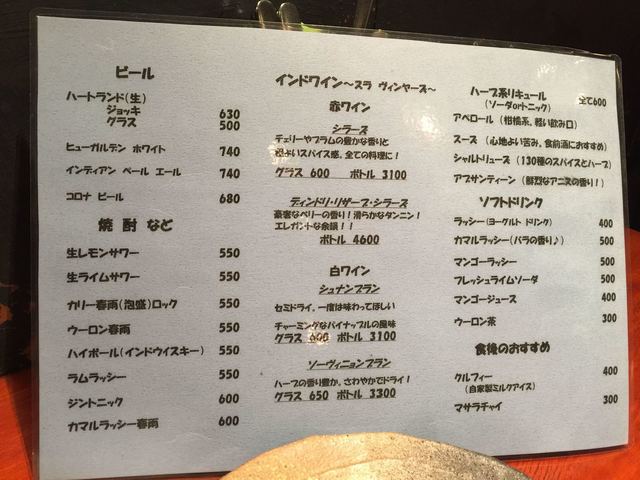 ビール
ハートランド(生)
ジョッキ 630
グラス 500
ヒューガルデン ホワイト 740
インディアン ペール エール 740
コロナ ビール 680
焼酎 など
生レモンサワー 550
生ライムサワー 550
カリー春雨(泡盛)ロック 550
ウーロン春雨 550
ハイボール(インドウイスキー) 550
ラムラッシー 550
ジントニック 600
カマルラッシー春雨 600
インドワイン～スラ ヴィンヤーズ～
赤ワイン
シラーズ
チェリーやプラムの豊かな香りと
程よいスパイス感。全ての料理に！
グラス 600 ボトル 3100
ディンドリ・リザーブ・シラーズ
豪奢なベリーの香り！滑らかなタンニン！
エレガントな余韻！！
ボトル 4600
白ワイン
シュナンブラン
セミドライ。一度は味わってほしい
チャーミングなパイナップルの風味
グラス 600 ボトル 3100
ソーヴィニョンブラン
ハーブの香り豊か。さわやかでドライ！
グラス 650 ボトル 3300
ハーブ系リキュール 全て600
(ソーダorトニック)
アペロール (柑橘系、軽い飲み口)
スーズ (心地よい苦み。食前酒におすすめ)
シャルトリューズ (130種のスパイスとハーブ)
アブサンティーン (鮮烈なアニスの香り！)
ソフトドリンク
ラッシー(ヨーグルト ドリンク) 400
カマルラッシー(バラの香り♪) 500
マンゴーラッシー 500
フレッシュライムソーダ 500
マンゴージュース 400
ウーロン茶 300
食後のおすすめ
クルフィー 400
(自家製ミルクアイス)
マサラチャイ 300